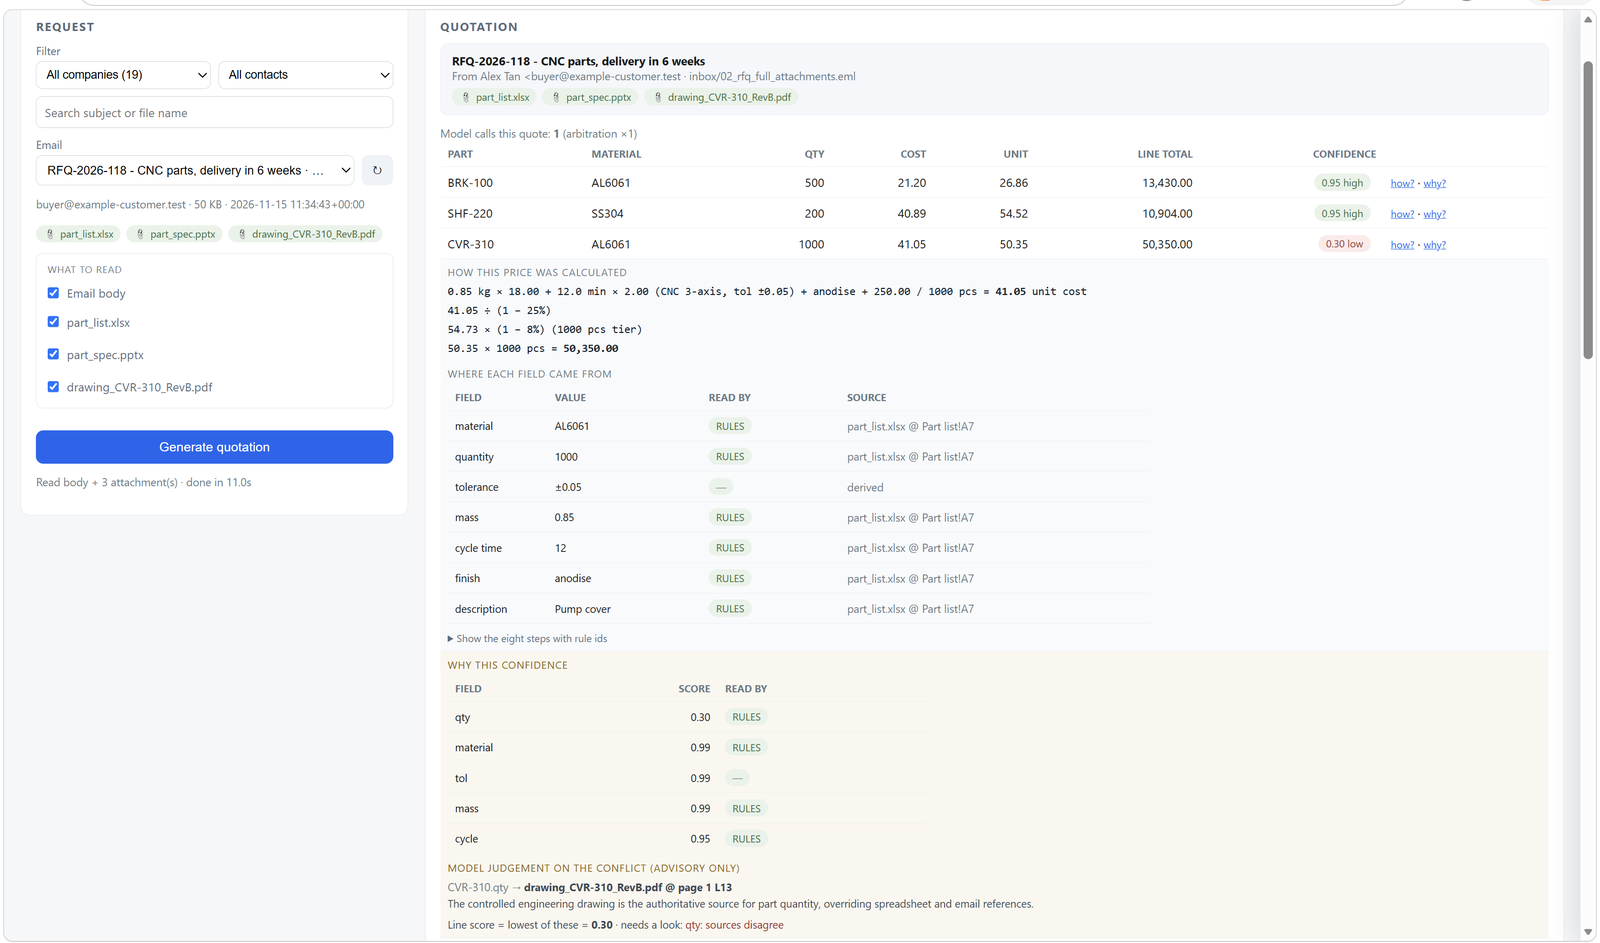 REQUEST
Filter
All companies (19)
All contacts
Search subject or file name
Email
RFQ-2026-118 - CNC parts, delivery in 6 weeks · ...
↻
buyer@example-customer.test · 50 KB · 2026-11-15 11:34:43+00:00
part_list.xlsx part_spec.pptx drawing_CVR-310_RevB.pdf
WHAT TO READ
Email body
part_list.xlsx
part_spec.pptx
drawing_CVR-310_RevB.pdf
Generate quotation
Read body + 3 attachment(s) · done in 11.0s
QUOTATION
RFQ-2026-118 - CNC parts, delivery in 6 weeks
From Alex Tan <buyer@example-customer.test · inbox/02_rfq_full_attachments.eml
part_list.xlsx part_spec.pptx drawing_CVR-310_RevB.pdf
Model calls this quote: 1 (arbitration ×1)
PART MATERIAL QTY COST UNIT LINE TOTAL CONFIDENCE
BRK-100 AL6061 500 21.20 26.86 13,430.00 0.95 high how? · why?
SHF-220 SS304 200 40.89 54.52 10,904.00 0.95 high how? · why?
CVR-310 AL6061 1000 41.05 50.35 50,350.00 0.30 low how? · why?
HOW THIS PRICE WAS CALCULATED
0.85 kg × 18.00 + 12.0 min × 2.00 (CNC 3-axis, tol ±0.05) + anodise + 250.00 / 1000 pcs = 41.05 unit cost
41.05 ÷ (1 − 25%)
54.73 × (1 − 8%) (1000 pcs tier)
50.35 × 1000 pcs = 50,350.00
WHERE EACH FIELD CAME FROM
FIELD VALUE READ BY SOURCE
material AL6061 RULES part_list.xlsx @ Part list!A7
quantity 1000 RULES part_list.xlsx @ Part list!A7
tolerance ±0.05 — derived
mass 0.85 RULES part_list.xlsx @ Part list!A7
cycle time 12 RULES part_list.xlsx @ Part list!A7
finish anodise RULES part_list.xlsx @ Part list!A7
description Pump cover RULES part_list.xlsx @ Part list!A7
▶ Show the eight steps with rule ids
WHY THIS CONFIDENCE
FIELD SCORE READ BY
qty 0.30 RULES
material 0.99 RULES
tol 0.99 —
mass 0.99 RULES
cycle 0.95 RULES
MODEL JUDGEMENT ON THE CONFLICT (ADVISORY ONLY)
CVR-310.qty → drawing_CVR-310_RevB.pdf @ page 1 L13
The controlled engineering drawing is the authoritative source for part quantity, overriding spreadsheet and email references.
Line score = lowest of these = 0.30 · needs a look: qty: sources disagree